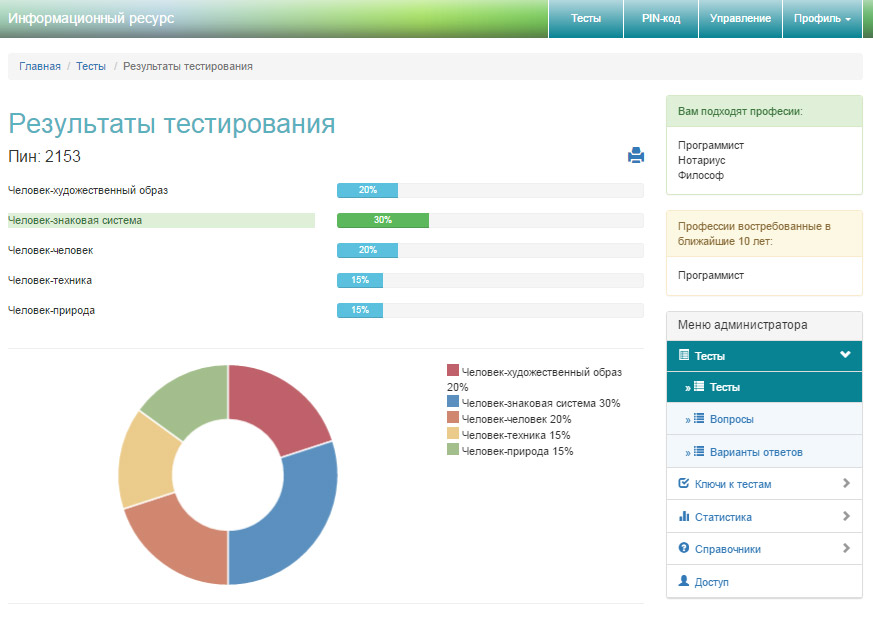 Информационный ресурс
Тесты
PIN-код
Управление
Профиль
Главная / Тесты / Результаты тестирования
Результаты тестирования
Пин: 2153
Человек-художественный образ 20%
Человек-знаковая система 30%
Человек-человек 20%
Человек-техника 15%
Человек-природа 15%
Человек-художественный образ
20%
Человек-знаковая система 30%
Человек-человек 20%
Человек-техника 15%
Человек-природа 15%
Вам подходят професии:
Программист
Нотариус
Философ
Профессии востребованные в
ближайшие 10 лет:
Программист
Меню администратора
Тесты
» Тесты
» Вопросы
» Варианты ответов
Ключи к тестам
Статистика
Справочники
Доступ